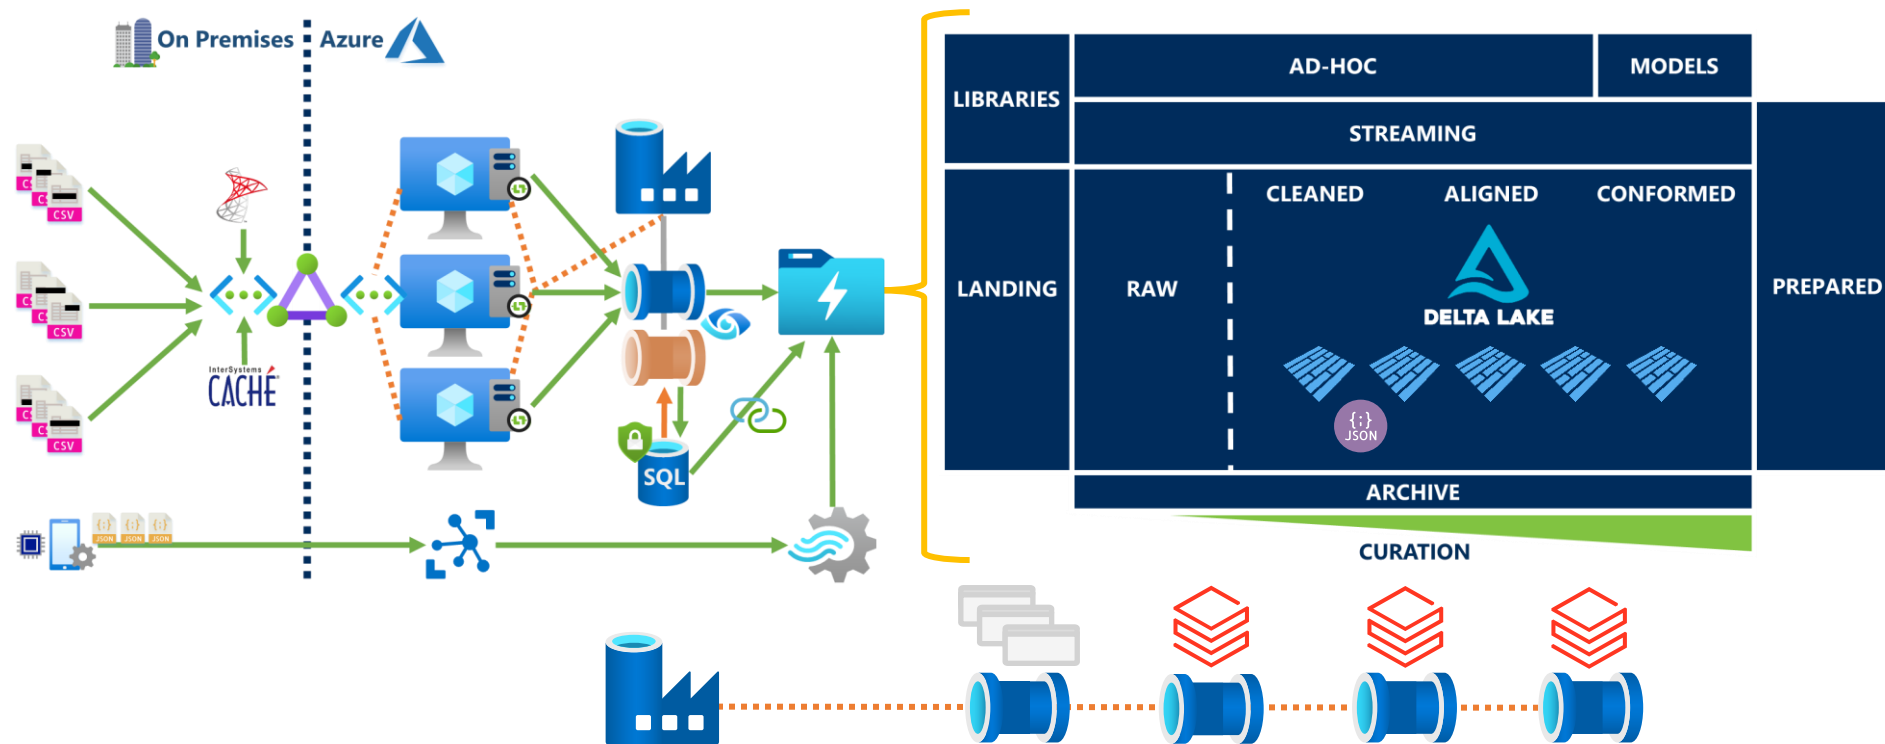 On Premises
Azure
CSV
CSV
CSV
InterSystems
CACHÉ
SQL
JSON
JSON
JSON
LIBRARIES
AD-HOC
MODELS
STREAMING
LANDING
RAW
CLEANED
ALIGNED
CONFORMED
DELTA LAKE
{;}
JSON
PREPARED
ARCHIVE
CURATION